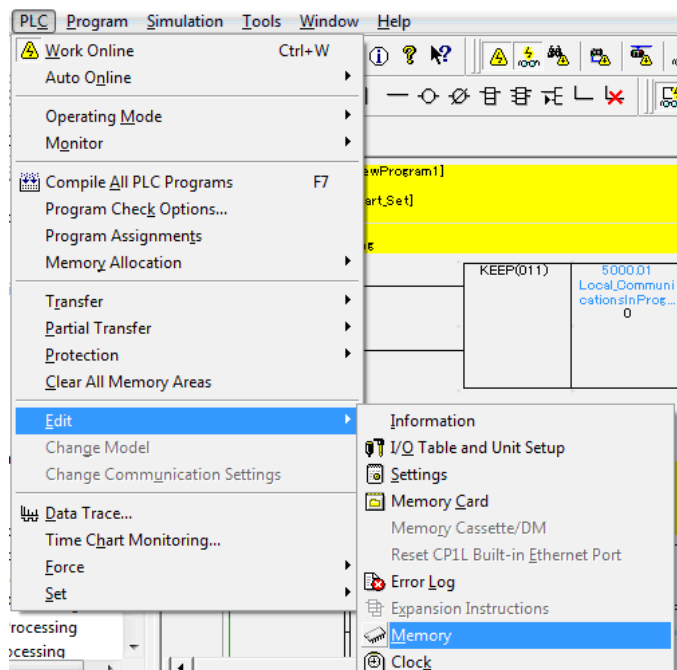 PLC Program Simulation Tools Window Help
Work Online Ctrl+W
Auto Online
Operating Mode
Monitor
Compile All PLC Programs F7
Program Check Options...
Program Assignments
Memory Allocation
Transfer
Partial Transfer
Protection
Clear All Memory Areas
Edit
Change Model
Change Communication Settings
Data Trace...
Time Chart Monitoring...
Force
Set
rocessing
ocessing
ewProgram1]
art_Set]
KEEP(011)
5000.01
Local_Communi
cationsInProg...
0
Information
I/O Table and Unit Setup
Settings
Memory Card
Memory Cassette/DM
Reset CP1L Built-in Ethernet Port
Error Log
Expansion Instructions
Memory
Clock